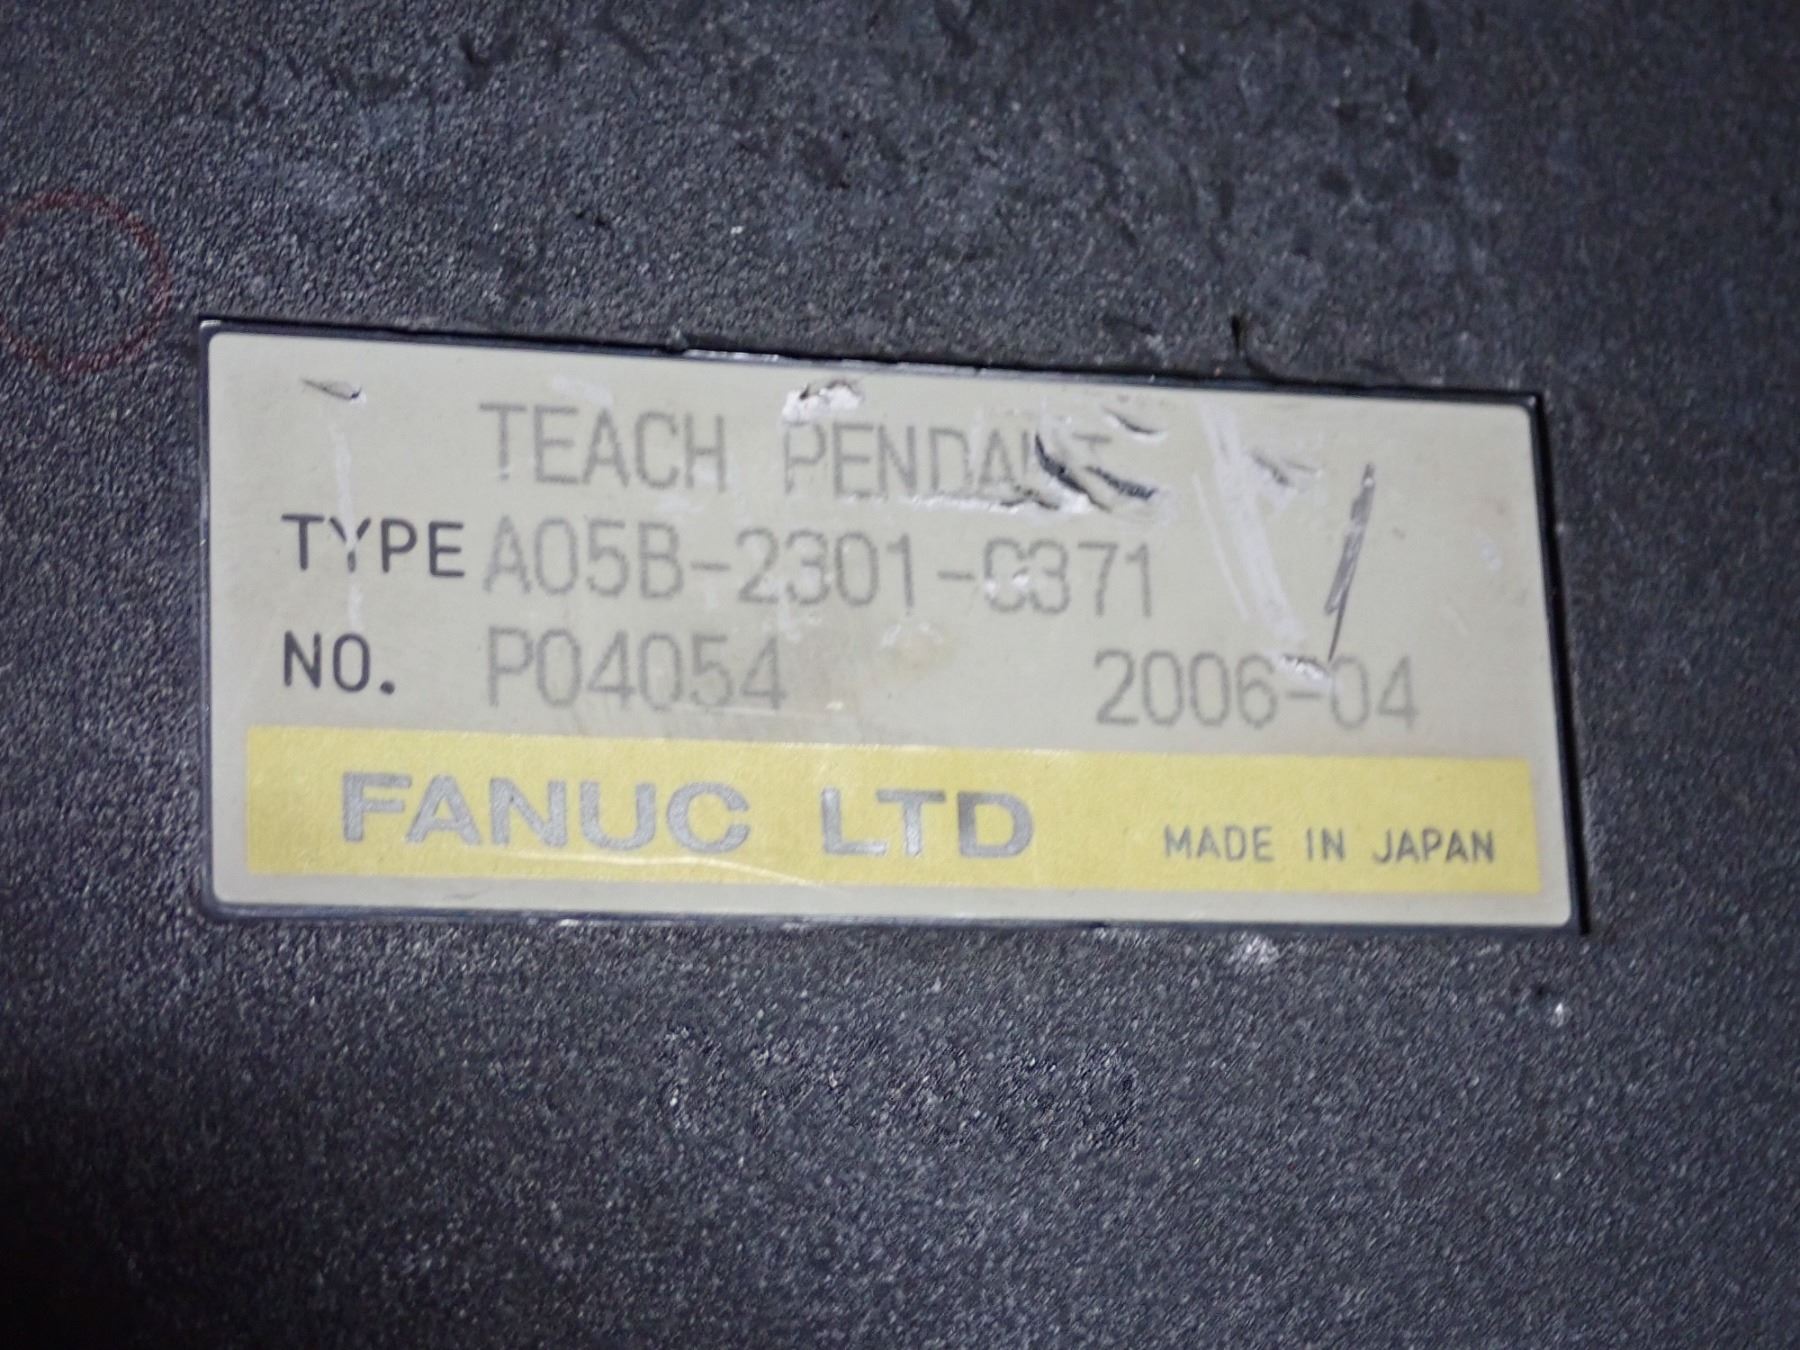 TEACH PENDANT
TYPE A05B-2301-C371
NO. P04054 2006-04
FANUC LTD MADE IN JAPAN